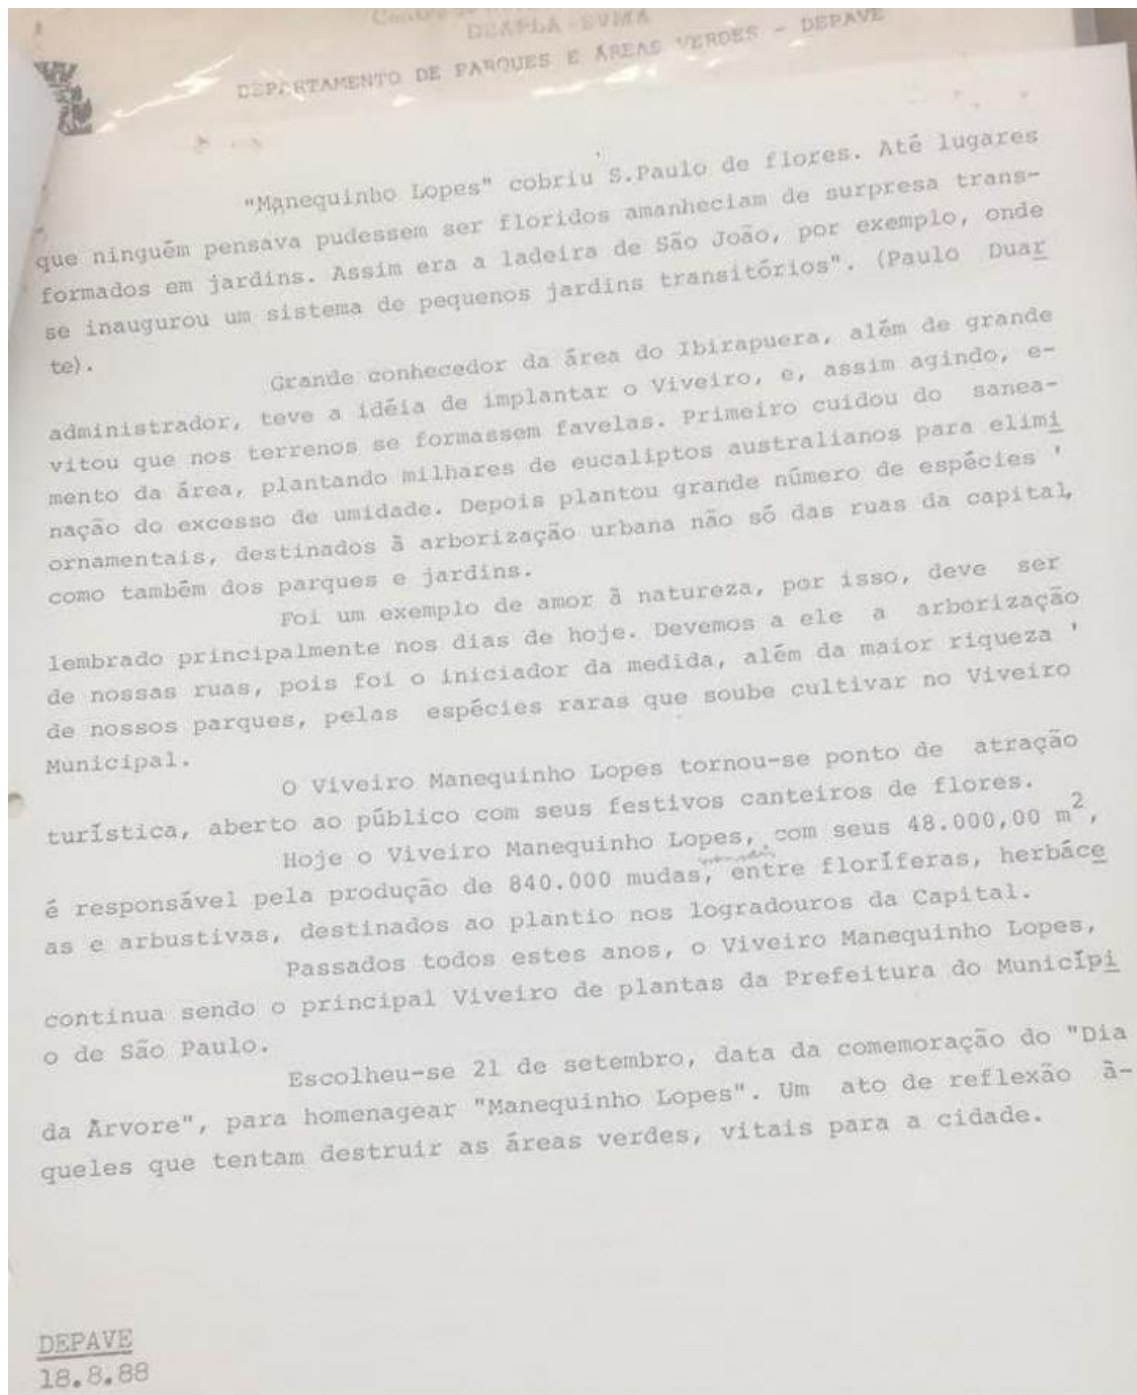 DEAPLA-SVMA
DEPARTAMENTO DE PARQUES E ÁREAS VERDES - DEPAVE
"Manequinho Lopes" cobriu S.Paulo de flores. Até lugares
que ninguém pensava pudessem ser floridos amanheciam de surpresa trans-
formados em jardins. Assim era a ladeira de São João, por exemplo, onde
se inaugurou um sistema de pequenos jardins transitórios". (Paulo Duar
te).
Grande conhecedor da área do Ibirapuera, além de grande
administrador, teve a idéia de implantar o Viveiro, e, assim agindo, e-
vitou que nos terrenos se formassem favelas. Primeiro cuidou do sanea-
mento da área, plantando milhares de eucaliptos australianos para elimi
nação do excesso de umidade. Depois plantou grande número de espécies '
ornamentais, destinados à arborização urbana não só das ruas da capital,
como também dos parques e jardins.
Foi um exemplo de amor à natureza, por isso, deve ser
lembrado principalmente nos dias de hoje. Devemos a ele a arborização
de nossas ruas, pois foi o iniciador da medida, além da maior riqueza '
de nossos parques, pelas espécies raras que soube cultivar no Viveiro
Municipal.
O Viveiro Manequinho Lopes tornou-se ponto de atração
turística, aberto ao público com seus festivos canteiros de flores.
Hoje o Viveiro Manequinho Lopes, com seus 48.000,00 m²,
é responsável pela produção de 840.000 mudas, entre floríferas, herbáce
as e arbustivas, destinados ao plantio nos logradouros da Capital.
Passados todos estes anos, o Viveiro Manequinho Lopes,
continua sendo o principal Viveiro de plantas da Prefeitura do Municípi
o de São Paulo.
Escolheu-se 21 de setembro, data da comemoração do "Dia
da Arvore", para homenagear "Manequinho Lopes". Um ato de reflexão à-
queles que tentam destruir as áreas verdes, vitais para a cidade.
DEPAVE
18.8.88